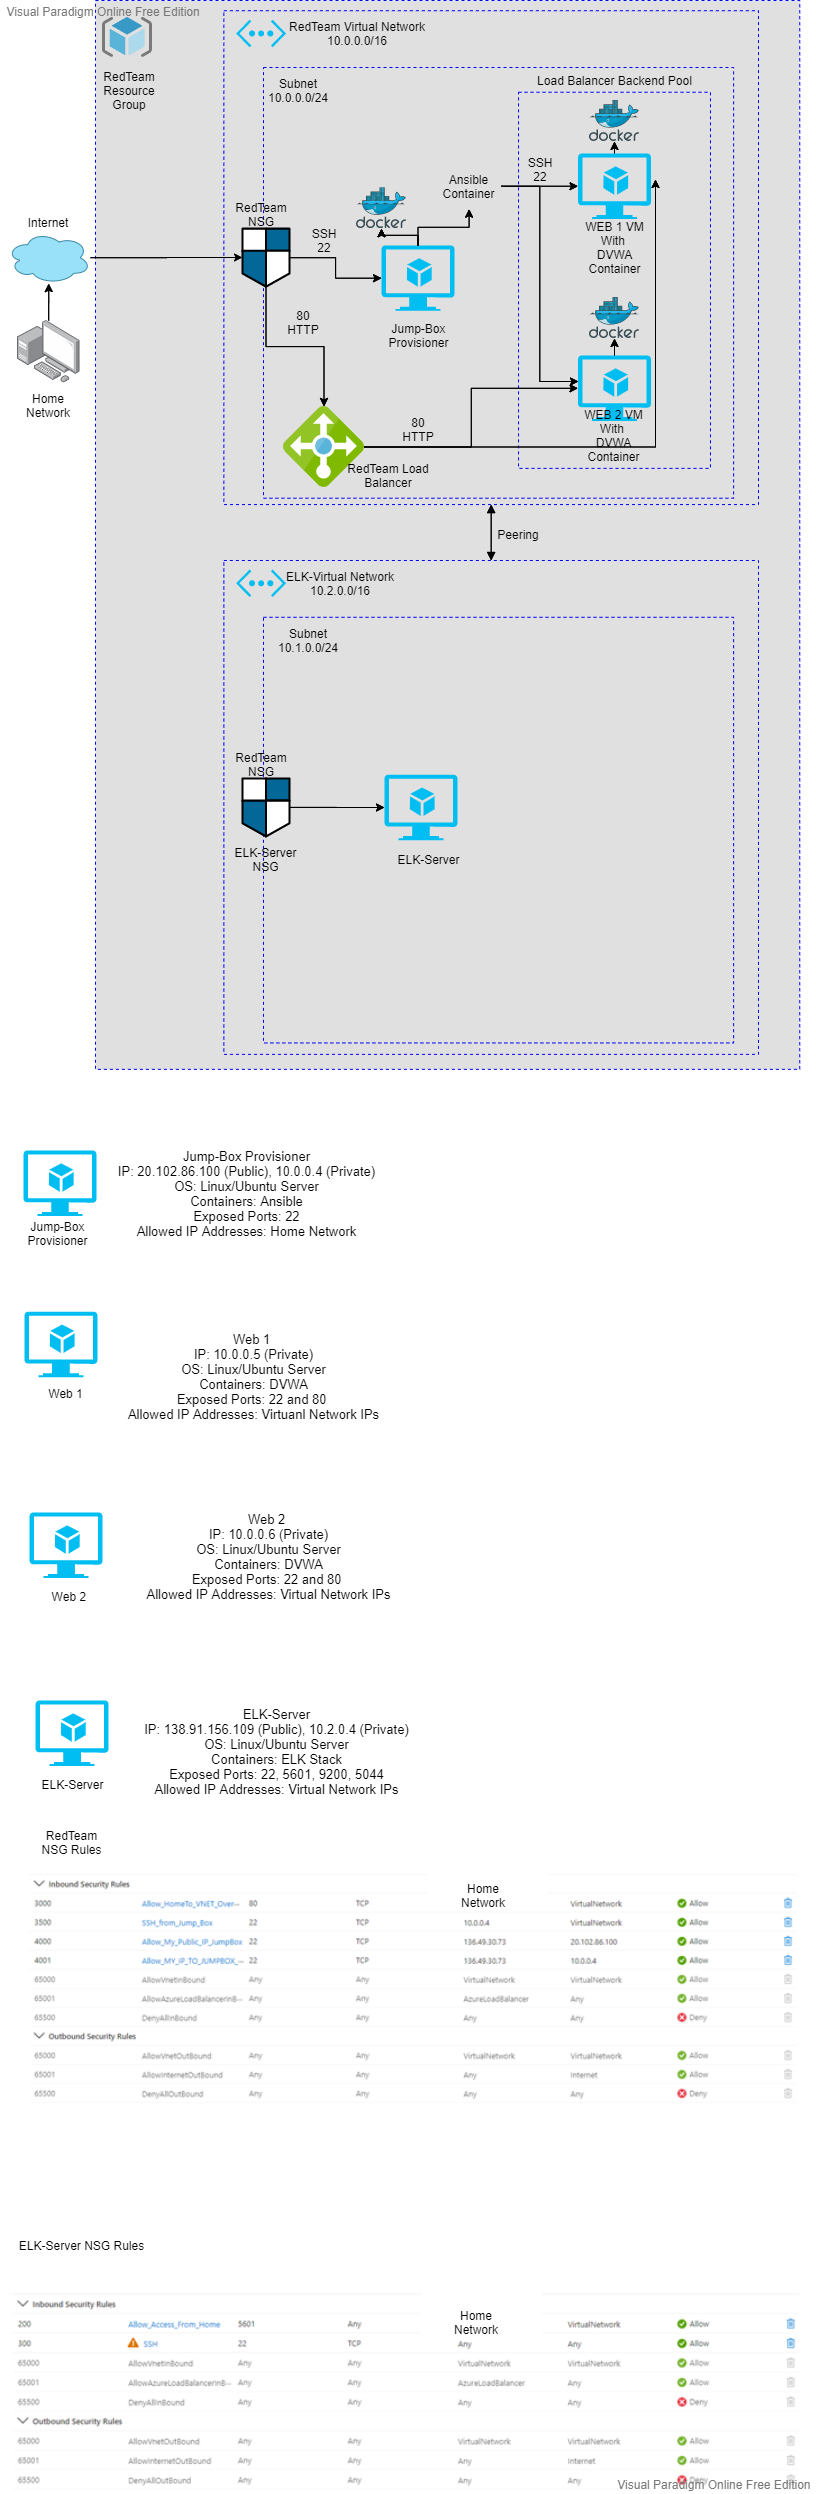 Visual Paradigm Online Free Edition
RedTeam
Resource
Group
RedTeam Virtual Network
10.0.0.0/16
Subnet
10.0.0.0/24
Load Balancer Backend Pool
docker
SSH
22
Ansible
Container
docker
WEB 1 VM
With
DVWA
Container
Internet
RedTeam
NSG
SSH
22
Jump-Box
Provisioner
80
HTTP
docker
Home
Network
80
HTTP
WEB 2 VM
With
DVWA
Container
RedTeam Load
Balancer
Peering
ELK-Virtual Network
10.2.0.0/16
Subnet
10.1.0.0/24
RedTeam
NSG
ELK-Server
NSG
ELK-Server
Jump-Box
Provisioner
Jump-Box Provisioner
IP: 20.102.86.100 (Public), 10.0.0.4 (Private)
OS: Linux/Ubuntu Server
Containers: Ansible
Exposed Ports: 22
Allowed IP Addresses: Home Network
Web 1
Web 1
IP: 10.0.0.5 (Private)
OS: Linux/Ubuntu Server
Containers: DVWA
Exposed Ports: 22 and 80
Allowed IP Addresses: Virtuanl Network IPs
Web 2
Web 2
IP: 10.0.0.6 (Private)
OS: Linux/Ubuntu Server
Containers: DVWA
Exposed Ports: 22 and 80
Allowed IP Addresses: Virtual Network IPs
ELK-Server
ELK-Server
IP: 138.91.156.109 (Public), 10.2.0.4 (Private)
OS: Linux/Ubuntu Server
Containers: ELK Stack
Exposed Ports: 22, 5601, 9200, 5044
Allowed IP Addresses: Virtual Network IPs
RedTeam
NSG Rules
Inbound Security Rules
Home
Network
3000 Allow_HomeTo_VNET_Over... 80 TCP VirtualNetwork Allow
3500 SSH_from_Jump_Box 22 TCP 10.0.0.4 VirtualNetwork Allow
4000 Allow_My_Public_IP_JumpBox 22 TCP 136.49.30.73 20.102.86.100 Allow
4001 Allow_MY_IP_TO_JUMPBOX_... 22 TCP 136.49.30.73 10.0.0.4 Allow
65000 AllowVnetInBound Any Any VirtualNetwork VirtualNetwork Allow
65001 AllowAzureLoadBalancerInB... Any Any AzureLoadBalancer Any Allow
65500 DenyAllInBound Any Any Any Any Deny
Outbound Security Rules
65000 AllowVnetOutBound Any Any VirtualNetwork VirtualNetwork Allow
65001 AllowInternetOutBound Any Any Any Internet Allow
65500 DenyAllOutBound Any Any Any Any Deny
ELK-Server NSG Rules
Inbound Security Rules
Home
Network
200 Allow_Access_From_Home 5601 Any VirtualNetwork Allow
300 SSH 22 TCP Any Any Allow
65000 AllowVnetInBound Any Any VirtualNetwork VirtualNetwork Allow
65001 AllowAzureLoadBalancerInB... Any Any AzureLoadBalancer Any Allow
65500 DenyAllInBound Any Any Any Any Deny
Outbound Security Rules
65000 AllowVnetOutBound Any Any VirtualNetwork VirtualNetwork Allow
65001 AllowInternetOutBound Any Any Any Internet Allow
65500 DenyAllOutBound Any Any Any Any Deny
Visual Paradigm Online Free Edition